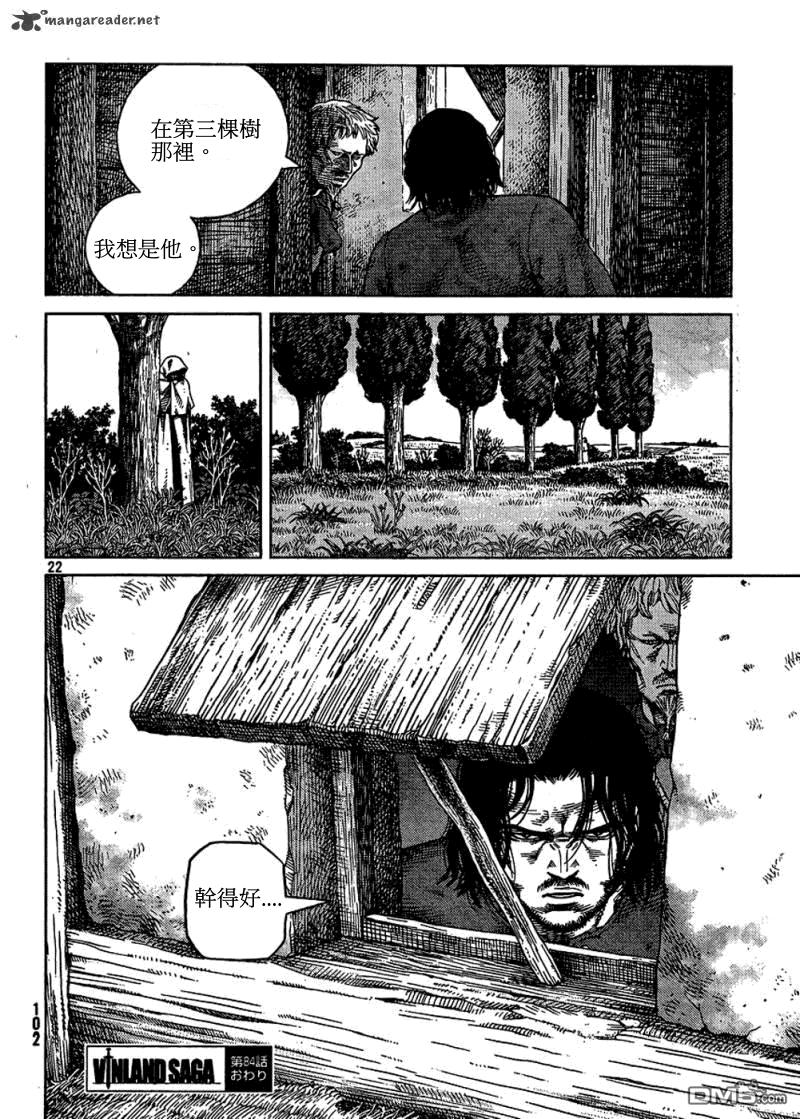 mangareader.net
在第三棵樹
那裡。
我想是他。
22
幹得好....
102
VINLAND SAGA
第84話
おわり
DM5.com